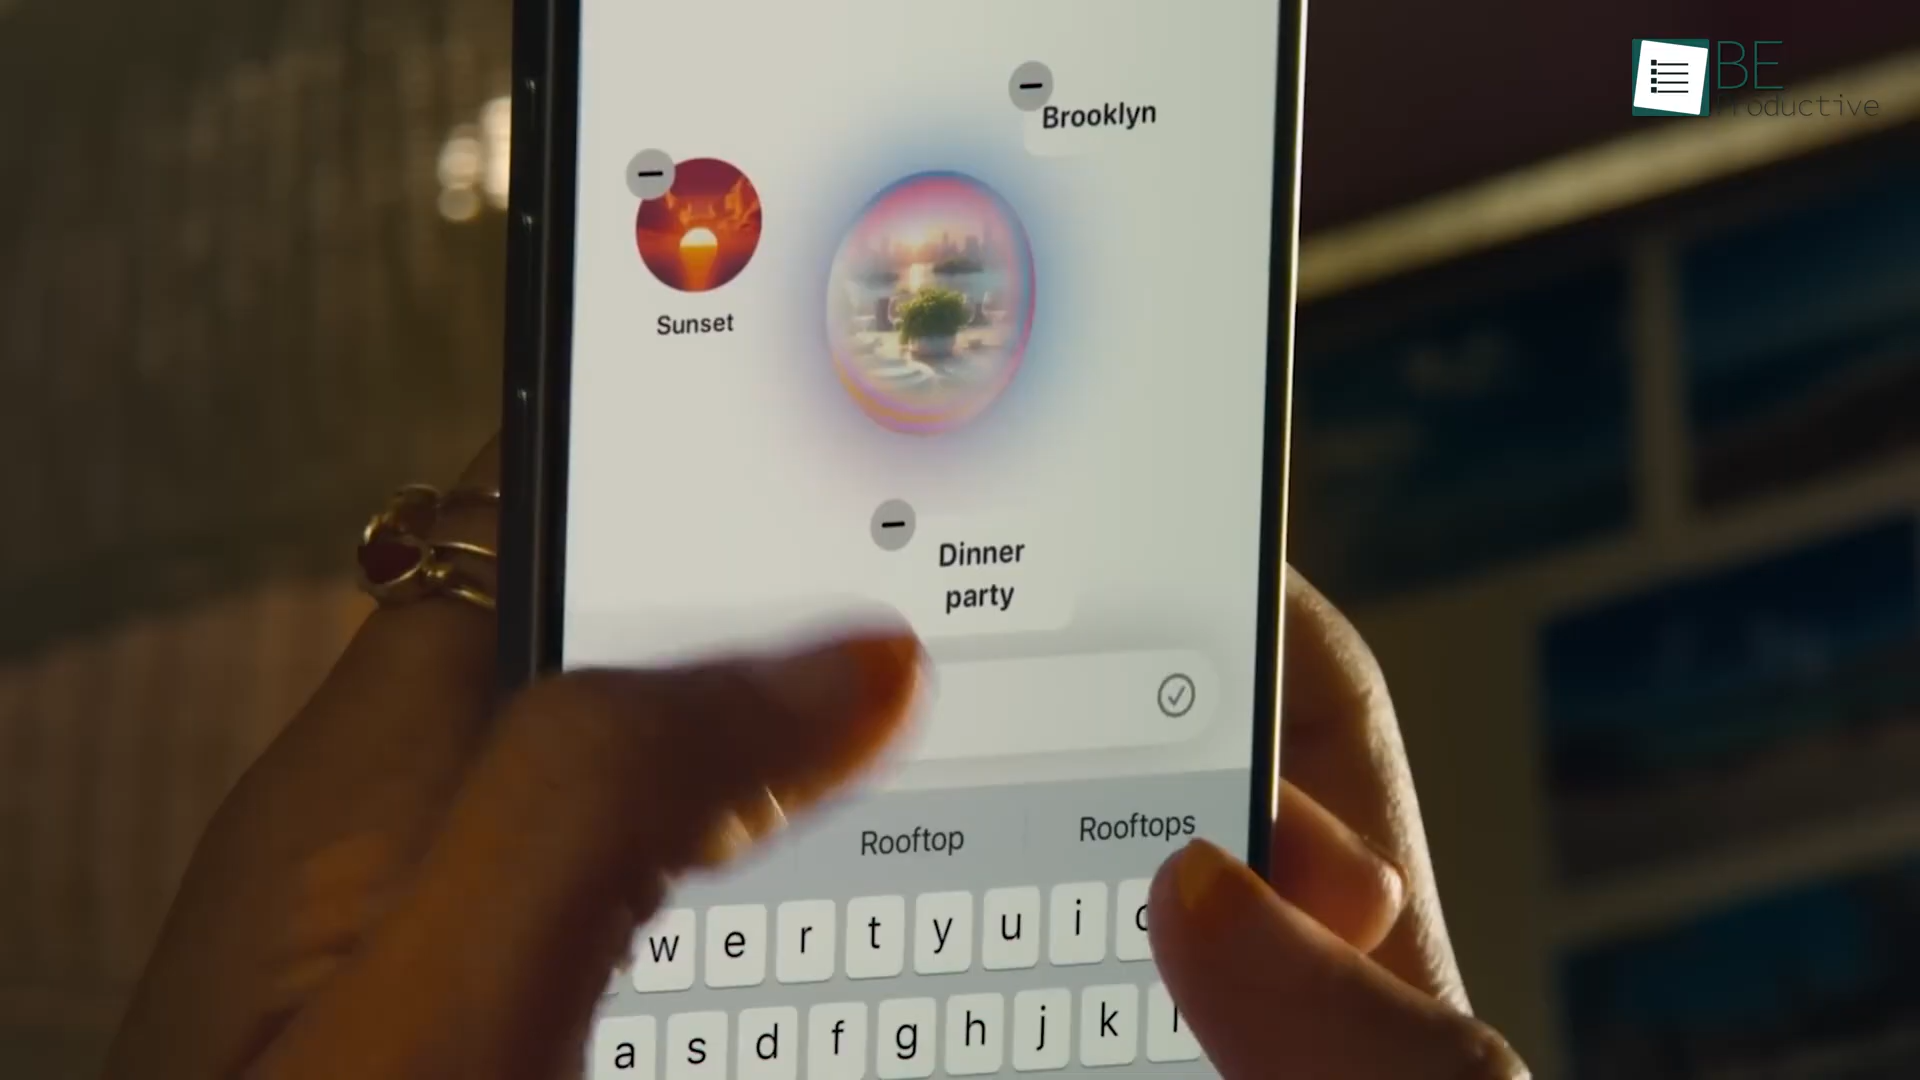 BE
Productive
Brooklyn
Sunset
Dinner
party
Rooftop
Rooftops
w e r t y u i
a s d f g h j k l